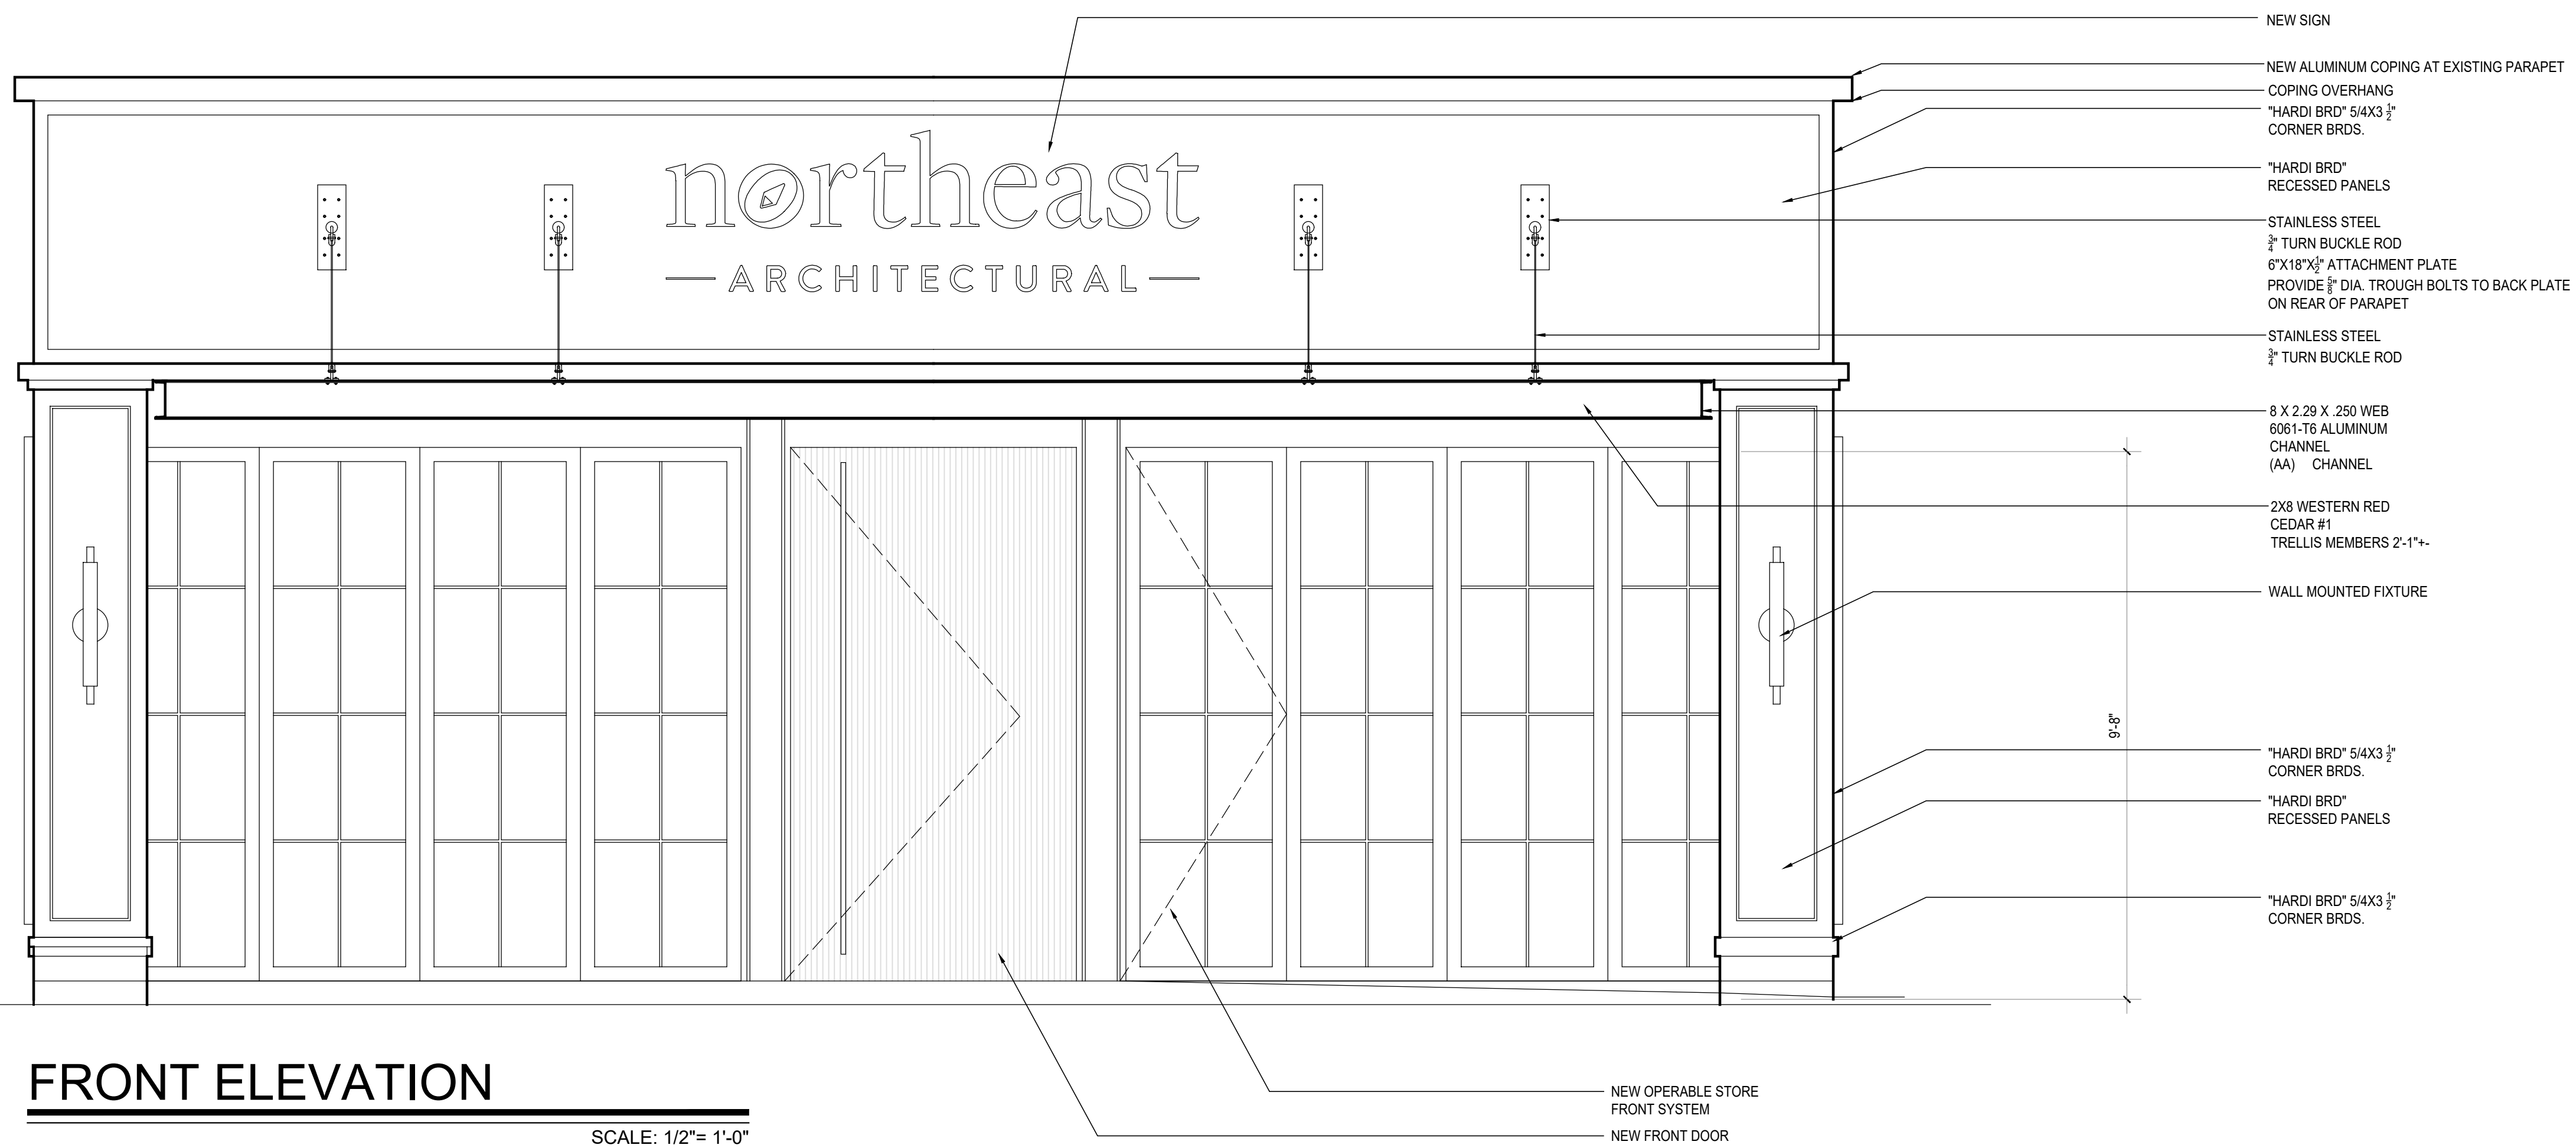 NEW SIGN
NEW ALUMINUM COPING AT EXISTING PARAPET
COPING OVERHANG
"HARDI BRD" 5/4X3 1/2"
CORNER BRDS.
"HARDI BRD"
RECESSED PANELS
northeast
ARCHITECTURAL
STAINLESS STEEL
3/4" TURN BUCKLE ROD
6"X18"X1/2" ATTACHMENT PLATE
PROVIDE 5/8" DIA. TROUGH BOLTS TO BACK PLATE
ON REAR OF PARAPET
STAINLESS STEEL
3/4" TURN BUCKLE ROD
8 X 2.29 X .250 WEB
6061-T6 ALUMINUM
CHANNEL
(AA) CHANNEL
2X8 WESTERN RED
CEDAR #1
TRELLIS MEMBERS 2'-1"+-
WALL MOUNTED FIXTURE
9'-8"
"HARDI BRD" 5/4X3 1/2"
CORNER BRDS.
"HARDI BRD"
RECESSED PANELS
"HARDI BRD" 5/4X3 1/2"
CORNER BRDS.
NEW OPERABLE STORE
FRONT SYSTEM
NEW FRONT DOOR
FRONT ELEVATION
SCALE: 1/2"= 1'-0"